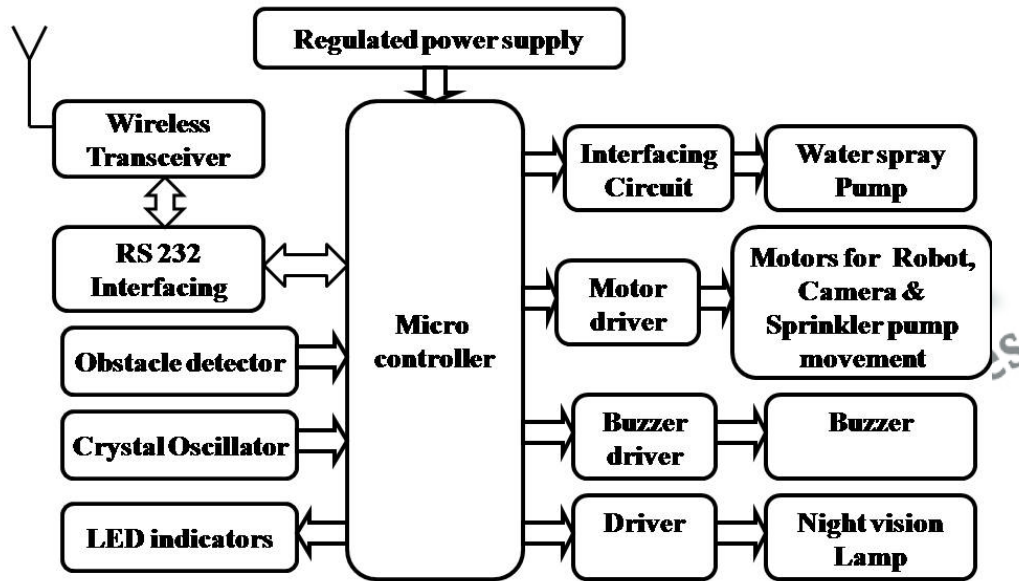 Regulated power supply
Wireless
Transceiver
RS 232
Interfacing
Obstacle detector
Crystal Oscillator
LED indicators
Micro
controller
Interfacing
Circuit
Water spray
Pump
Motor
driver
Motors for Robot,
Camera &
Sprinkler pump
movement
Buzzer
driver
Buzzer
Driver
Night vision
Lamp